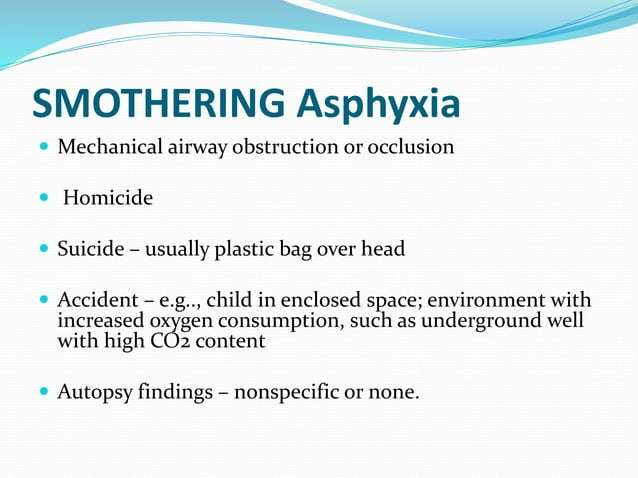 SMOTHERING Asphyxia
Mechanical airway obstruction or occlusion
Homicide
Suicide – usually plastic bag over head
Accident – e.g.., child in enclosed space; environment with
increased oxygen consumption, such as underground well
with high CO2 content
Autopsy findings – nonspecific or none.